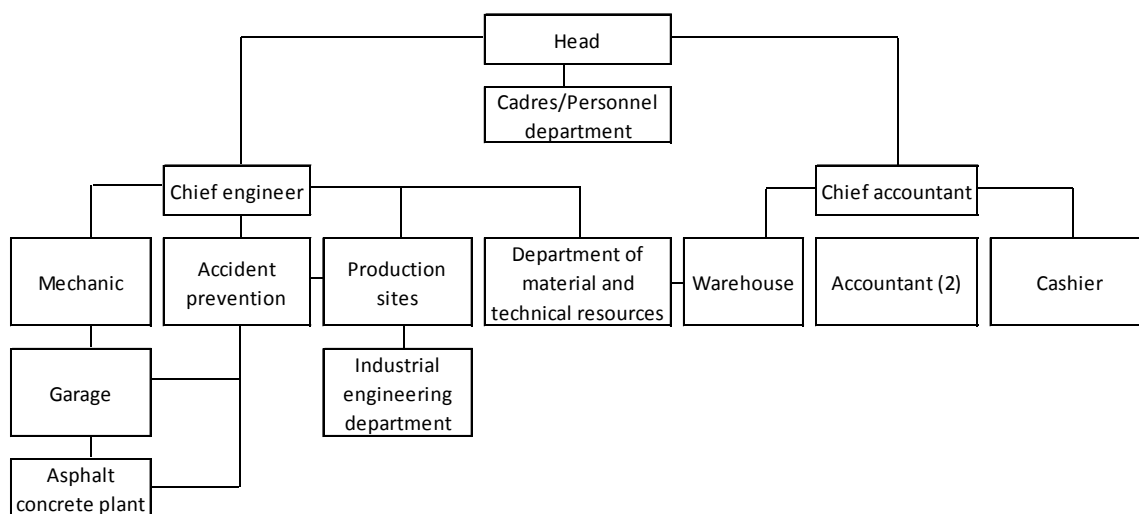 Head
Cadres/Personnel
department
Chief engineer
Chief accountant
Mechanic
Accident
prevention
Production
sites
Department of
material and
technical resources
Warehouse
Accountant (2)
Cashier
Garage
Industrial
engineering
department
Asphalt
concrete plant